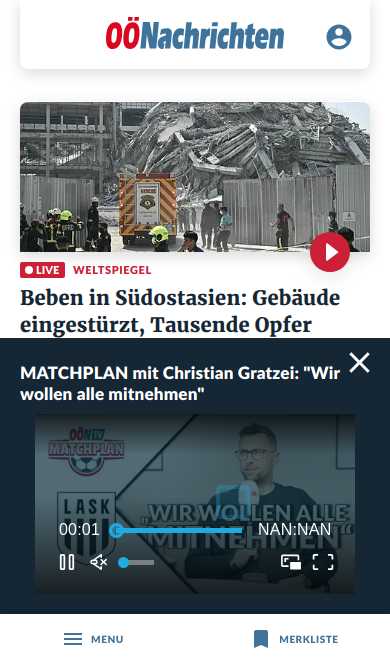 OÖNachrichten
LIVE WELTSPIEGEL
Beben in Südostasien: Gebäude
eingestürzt, Tausende Opfer
MATCHPLAN mit Christian Gratzei: "Wir
wollen alle mitnehmen"
OÖN TV
MATCHPLAN
LASK
„WIR WOLLEN ALLE
MITNEHMEN"
00:01 NAN:NAN
MENU MERKLISTE